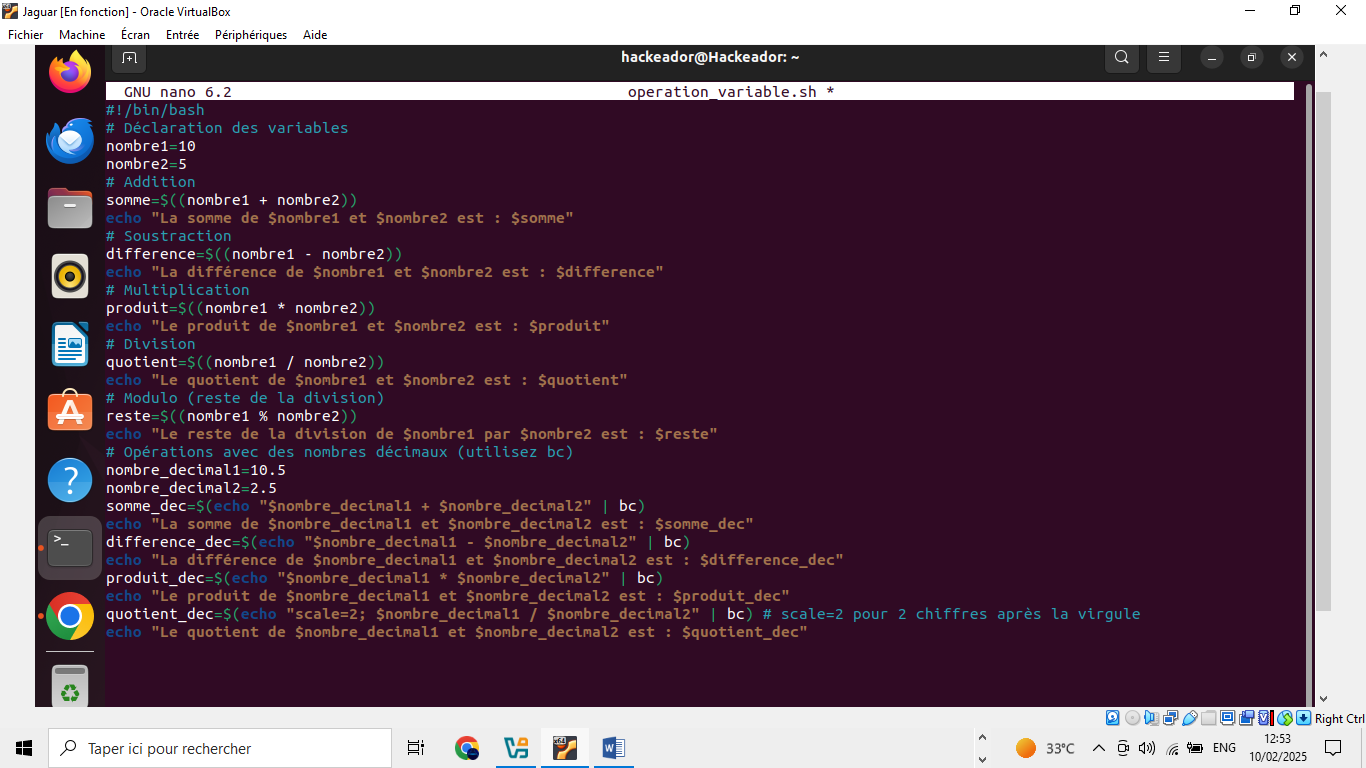 Jaguar [En fonction] - Oracle VirtualBox
Fichier Machine Écran Entrée Périphériques Aide
hackeador@Hackeador: ~
GNU nano 6.2 operation_variable.sh *
#!/bin/bash
# Déclaration des variables
nombre1=10
nombre2=5
# Addition
somme=$((nombre1 + nombre2))
echo "La somme de $nombre1 et $nombre2 est : $somme"
# Soustraction
difference=$((nombre1 - nombre2))
echo "La différence de $nombre1 et $nombre2 est : $difference"
# Multiplication
produit=$((nombre1 * nombre2))
echo "Le produit de $nombre1 et $nombre2 est : $produit"
# Division
quotient=$((nombre1 / nombre2))
echo "Le quotient de $nombre1 et $nombre2 est : $quotient"
# Modulo (reste de la division)
reste=$((nombre1 % nombre2))
echo "Le reste de la division de $nombre1 par $nombre2 est : $reste"
# Opérations avec des nombres décimaux (utilisez bc)
nombre_decimal1=10.5
nombre_decimal2=2.5
somme_dec=$(echo "$nombre_decimal1 + $nombre_decimal2" | bc)
echo "La somme de $nombre_decimal1 et $nombre_decimal2 est : $somme_dec"
difference_dec=$(echo "$nombre_decimal1 - $nombre_decimal2" | bc)
echo "La différence de $nombre_decimal1 et $nombre_decimal2 est : $difference_dec"
produit_dec=$(echo "$nombre_decimal1 * $nombre_decimal2" | bc)
echo "Le produit de $nombre_decimal1 et $nombre_decimal2 est : $produit_dec"
quotient_dec=$(echo "scale=2; $nombre_decimal1 / $nombre_decimal2" | bc) # scale=2 pour 2 chiffres après la virgule
echo "Le quotient de $nombre_decimal1 et $nombre_decimal2 est : $quotient_dec"
Right Ctrl
Taper ici pour rechercher
33°C
ENG
12:53
10/02/2025